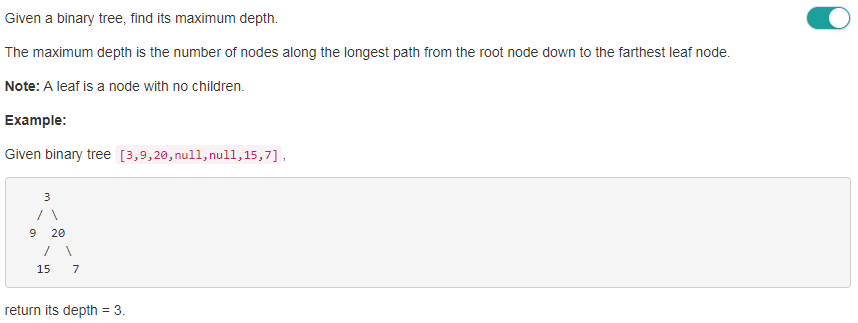 Given a binary tree, find its maximum depth.
The maximum depth is the number of nodes along the longest path from the root node down to the farthest leaf node.
Note: A leaf is a node with no children.
Example:
Given binary tree [3,9,20,null,null,15,7] ,
3
/ \
9  20
/  \
15   7
return its depth = 3.